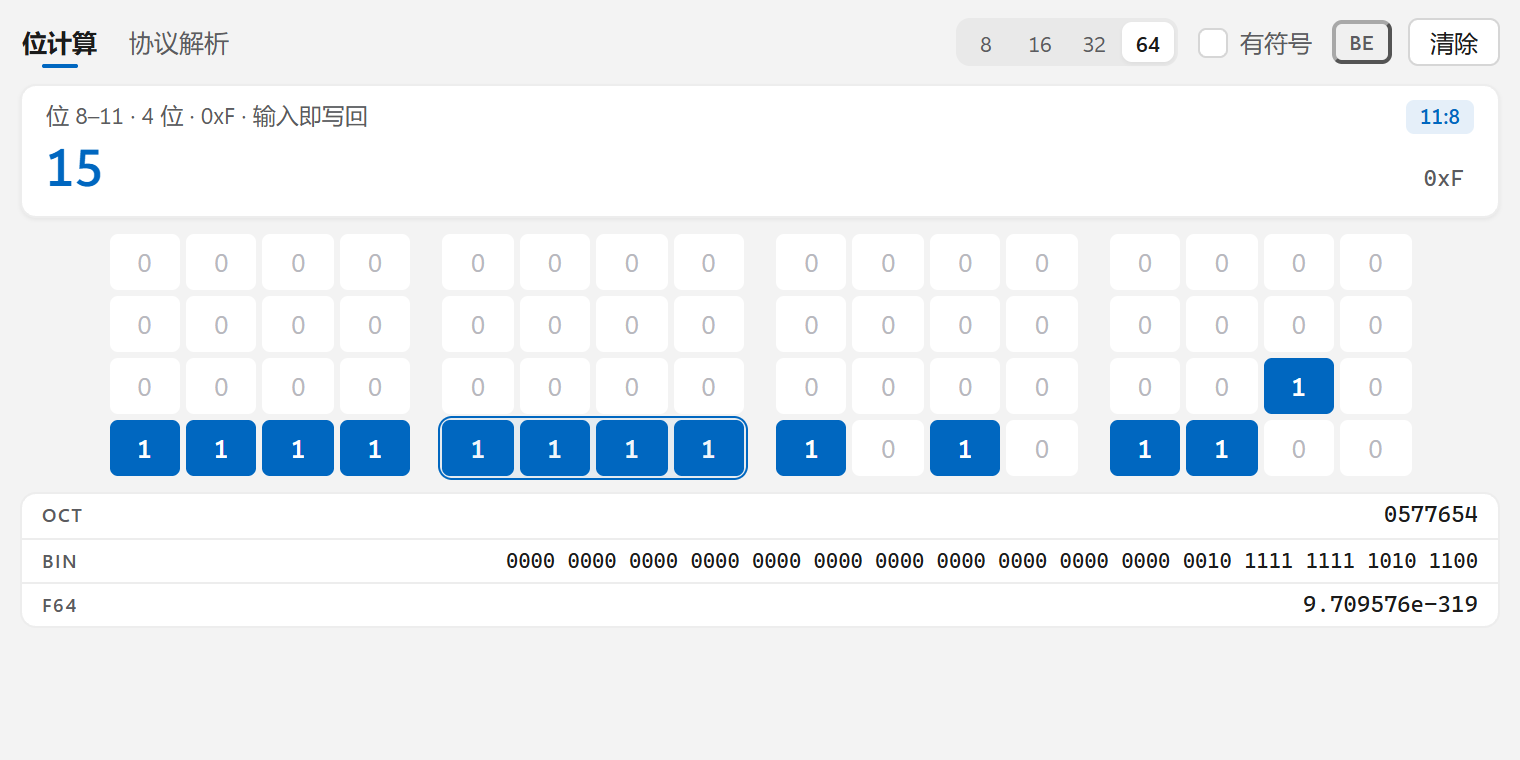 位计算 协议解析 8 16 32 64 有符号 BE 清除
位 8–11 · 4 位 · 0xF · 输入即写回 11:8
15 0xF
0 0 0 0 0 0 0 0 0 0 0 0 0 0 0 0
0 0 0 0 0 0 0 0 0 0 0 0 0 0 0 0
0 0 0 0 0 0 0 0 0 0 0 0 0 0 1 0
1 1 1 1 1 1 1 1 1 0 1 0 1 1 0 0
OCT 0577654
BIN 0000 0000 0000 0000 0000 0000 0000 0000 0000 0000 0000 0010 1111 1111 1010 1100
F64 9.709576e−319